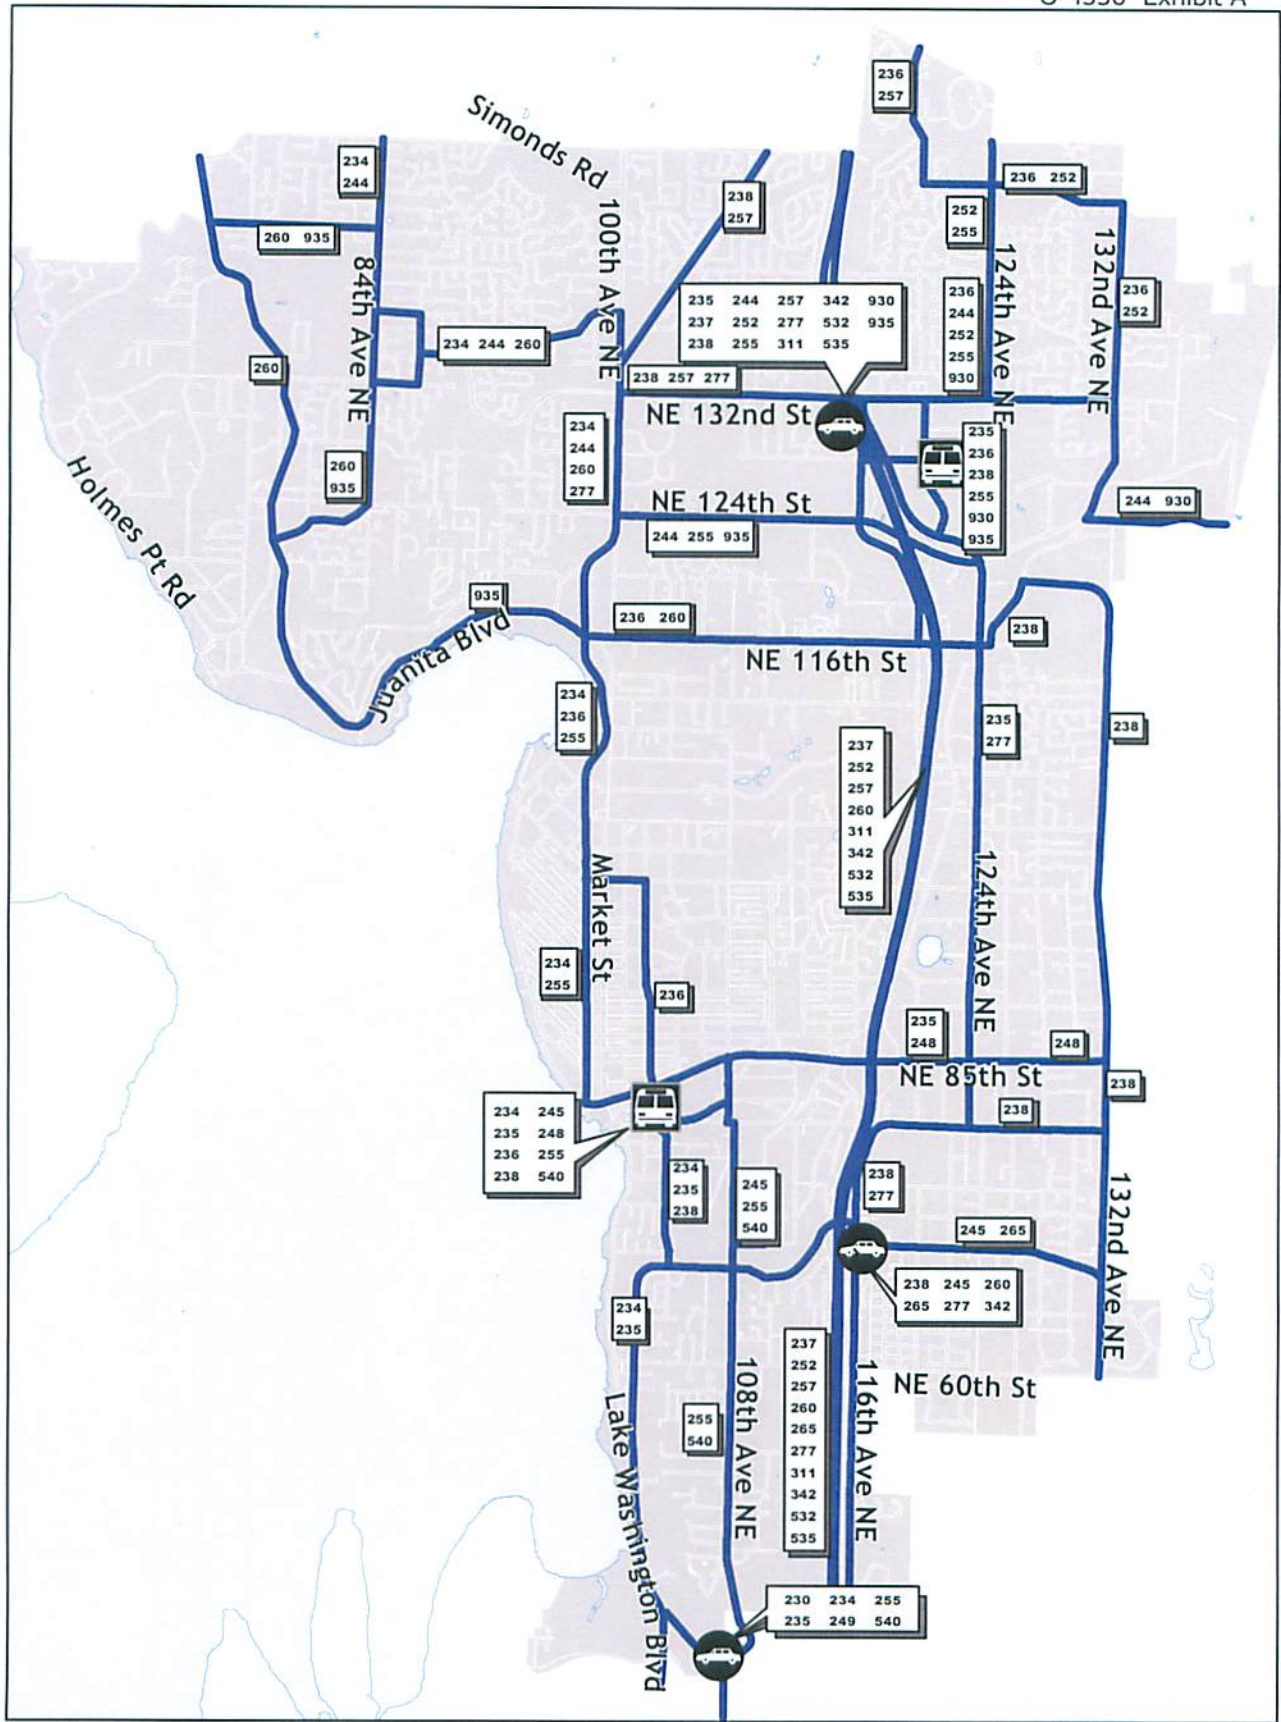 O-4356 Exhibit A
236
257
Simonds Rd
234
244
236 252
238
257
252
255
260 935
100th Ave NE
84th Ave NE
124th Ave NE
132nd Ave NE
235 244 257 342 930
237 252 277 532 935
238 255 311 535
236
244
252
255
930
236
252
234 244 260
260
238 257 277
NE 132nd St
234
244
260
277
235
236
238
255
930
935
260
935
Holmes Pt Rd
NE 124th St
244 930
244 255 935
935
236 260
238
Juanita Blvd
NE 116th St
234
236
255
235
277
238
237
252
257
260
311
342
532
535
Market St
124th Ave NE
234
255
236
235
248
248
NE 85th St
238
234 245
235 248
236 255
238 540
238
234
235
238
245
255
540
238
277
132nd Ave NE
245 265
238 245 260
265 277 342
234
235
237
252
257
260
265
277
311
342
532
535
108th Ave NE
116th Ave NE
NE 60th St
255
540
Lake Washington Blvd
230 234 255
235 249 540